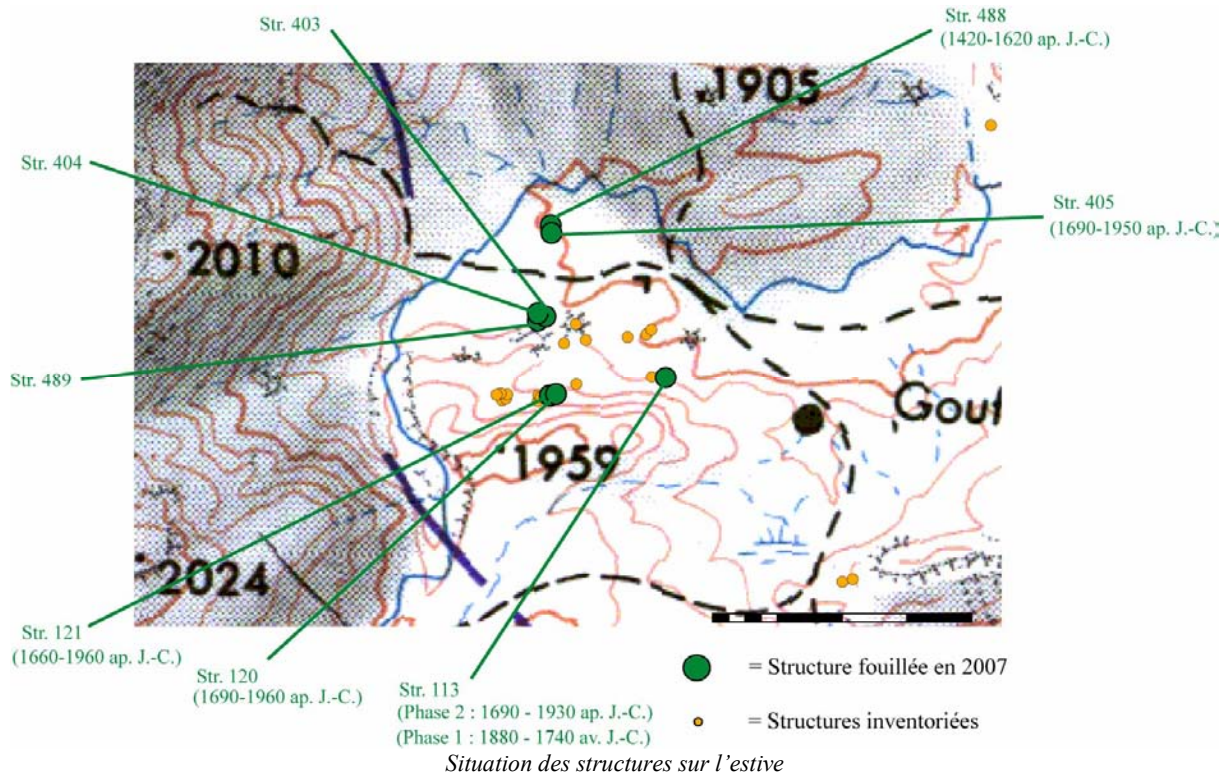 Str. 403
Str. 488
(1420-1620 ap. J.-C.)
1905
Str. 404
Str. 405
(1690-1950 ap. J.-C.)
2010
Str. 489
Gouf
1959
2024
Str. 121
(1660-1960 ap. J.-C.)
Str. 120
(1690-1960 ap. J.-C.)
Str. 113
(Phase 2 : 1690 - 1930 ap. J.-C.)
(Phase 1 : 1880 - 1740 av. J.-C.)
= Structure fouillée en 2007
= Structures inventoriées
Situation des structures sur l'estive